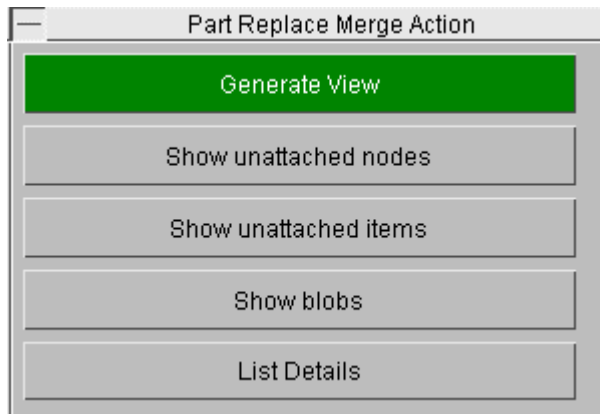 Part Replace Merge Action
Generate View
Show unattached nodes
Show unattached items
Show blobs
List Details